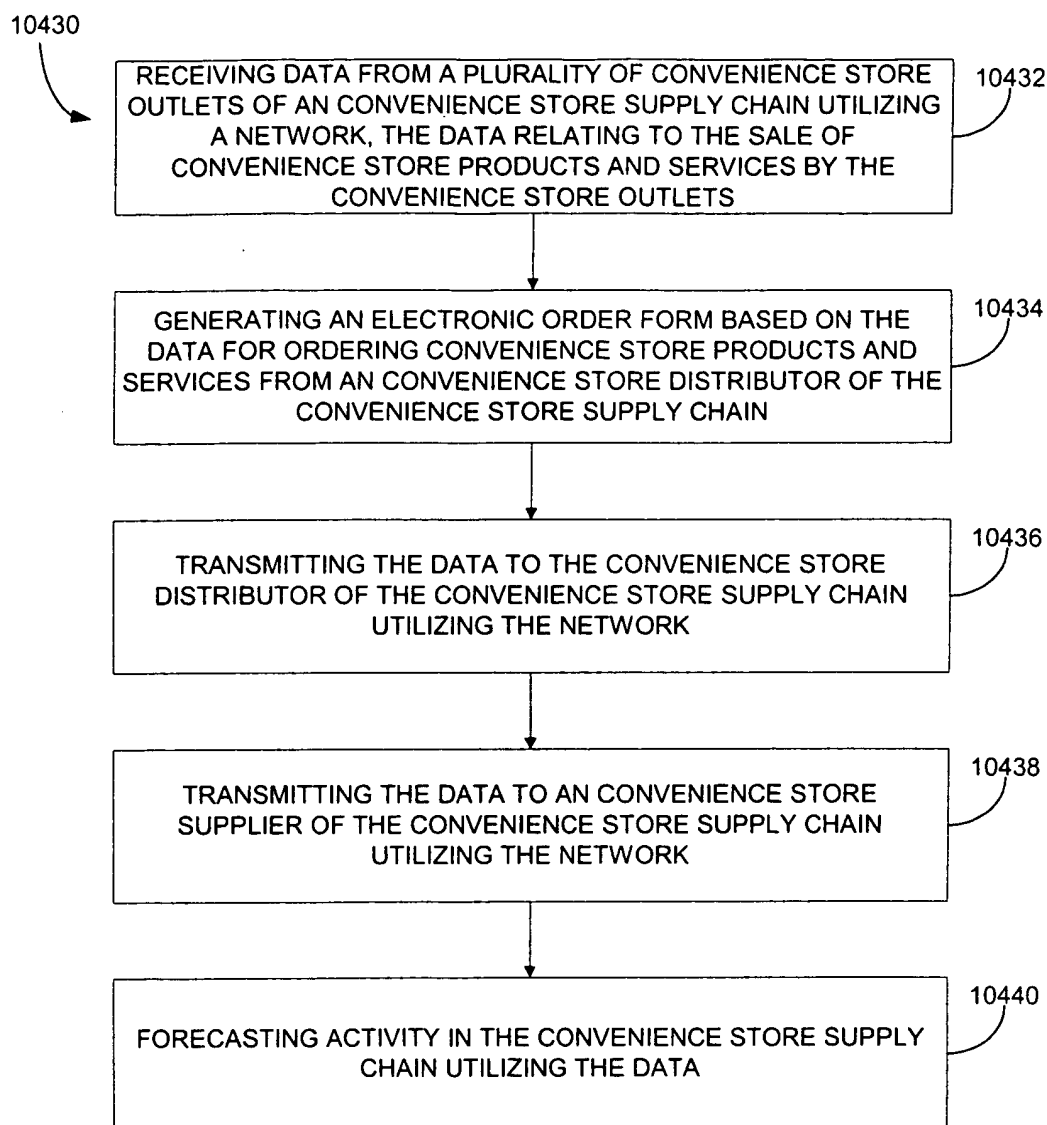 10430
RECEIVING DATA FROM A PLURALITY OF CONVENIENCE STORE
OUTLETS OF AN CONVENIENCE STORE SUPPLY CHAIN UTILIZING
A NETWORK, THE DATA RELATING TO THE SALE OF
CONVENIENCE STORE PRODUCTS AND SERVICES BY THE
CONVENIENCE STORE OUTLETS
10432
GENERATING AN ELECTRONIC ORDER FORM BASED ON THE
DATA FOR ORDERING CONVENIENCE STORE PRODUCTS AND
SERVICES FROM AN CONVENIENCE STORE DISTRIBUTOR OF THE
CONVENIENCE STORE SUPPLY CHAIN
10434
TRANSMITTING THE DATA TO THE CONVENIENCE STORE
DISTRIBUTOR OF THE CONVENIENCE STORE SUPPLY CHAIN
UTILIZING THE NETWORK
10436
TRANSMITTING THE DATA TO AN CONVENIENCE STORE
SUPPLIER OF THE CONVENIENCE STORE SUPPLY CHAIN
UTILIZING THE NETWORK
10438
FORECASTING ACTIVITY IN THE CONVENIENCE STORE SUPPLY
CHAIN UTILIZING THE DATA
10440